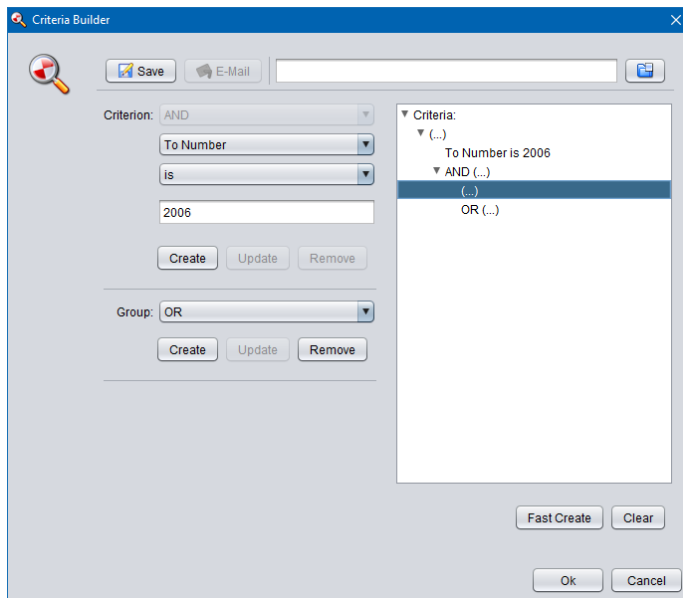 Criteria Builder
Save
E-Mail
Criterion:
AND
To Number
is
2006
Create
Update
Remove
Group:
OR
Create
Update
Remove
Criteria:
(...)
To Number is 2006
AND (...)
(...)
OR (...)
Fast Create
Clear
Ok
Cancel